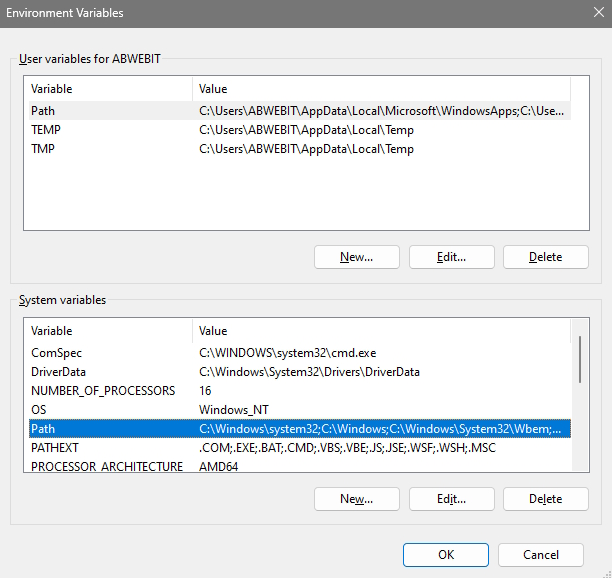 Environment Variables
User variables for ABWEBIT
Variable Value
Path C:\Users\ABWEBIT\AppData\Local\Microsoft\WindowsApps;C:\Use...
TEMP C:\Users\ABWEBIT\AppData\Local\Temp
TMP C:\Users\ABWEBIT\AppData\Local\Temp
New... Edit... Delete
System variables
Variable Value
ComSpec C:\WINDOWS\system32\cmd.exe
DriverData C:\Windows\System32\Drivers\DriverData
NUMBER_OF_PROCESSORS 16
OS Windows_NT
Path C:\Windows\system32;C:\Windows;C:\Windows\System32\Wbem;...
PATHEXT .COM;.EXE;.BAT;.CMD;.VBS;.VBE;.JS;.JSE;.WSF;.WSH;.MSC
PROCESSOR_ARCHITECTURE AMD64
New... Edit... Delete
OK Cancel